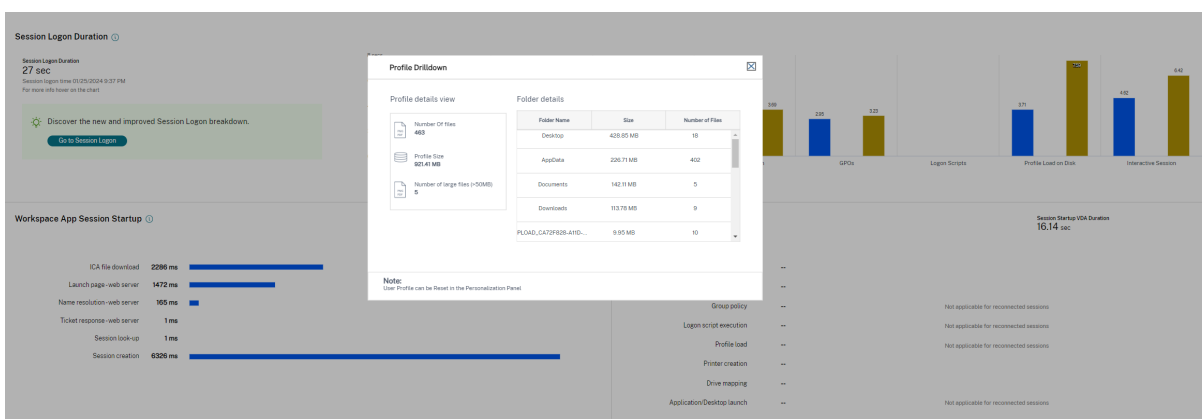 Session Logon Duration
Session Logon Duration
27 sec
Session logon time 01/25/2024 9:37 PM
For more info hover on the chart
Discover the new and improved Session Logon breakdown.
Go to Session Logon
Profile Drilldown
Profile details view
Number Of files
463
Profile Size
921.41 MB
Number of large files (>50MB)
5
Folder details
Folder Name Size Number of Files
Desktop 428.85 MB 18
AppData 226.71 MB 402
Documents 142.11 MB 5
Downloads 113.76 MB 9
PLOAD_CA72F828-A11D-... 9.95 MB 10
Note:
User Profile can be Reset in the Personalization Panel
3.69
2.95
3.23
3.71
4.62
6.42
GPOs
Logon Scripts
Profile Load on Disk
Interactive Session
Workspace App Session Startup
ICA file download 2286 ms
Launch page-web server 1472 ms
Name resolution-web server 165 ms
Ticket response-web server 1 ms
Session look-up 1 ms
Session creation 6326 ms
Session Startup VDA Duration
16.14 sec
--
--
Group policy -- Not applicable for reconnected sessions
Logon script execution -- Not applicable for reconnected sessions
Profile load -- Not applicable for reconnected sessions
Printer creation --
Drive mapping --
Application/Desktop launch -- Not applicable for reconnected sessions